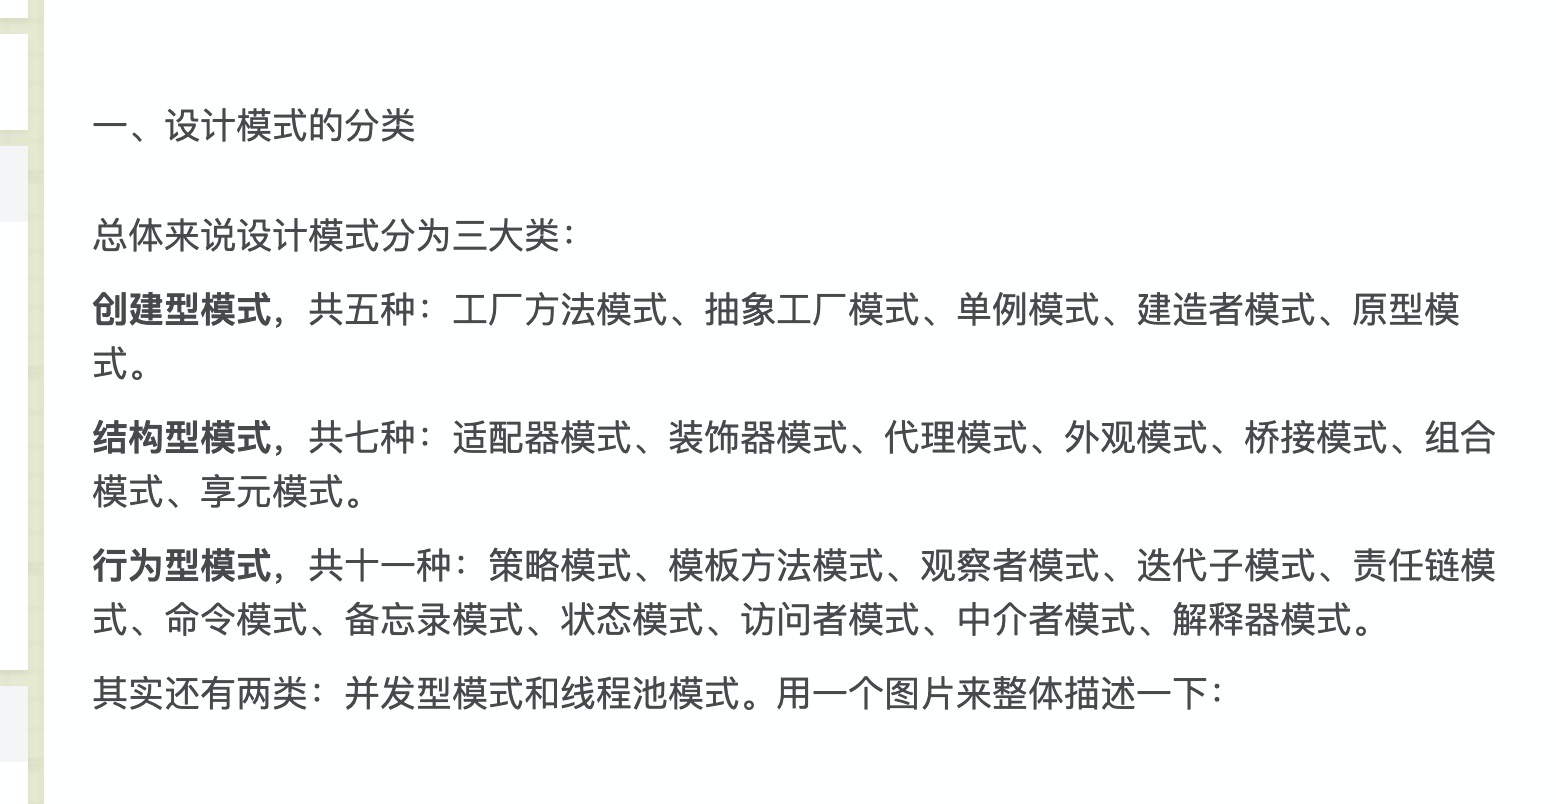 一、设计模式的分类
总体来说设计模式分为三大类：
创建型模式，共五种：工厂方法模式、抽象工厂模式、单例模式、建造者模式、原型模
式。
结构型模式，共七种：适配器模式、装饰器模式、代理模式、外观模式、桥接模式、组合
模式、享元模式。
行为型模式，共十一种：策略模式、模板方法模式、观察者模式、迭代子模式、责任链模
式、命令模式、备忘录模式、状态模式、访问者模式、中介者模式、解释器模式。
其实还有两类：并发型模式和线程池模式。用一个图片来整体描述一下：